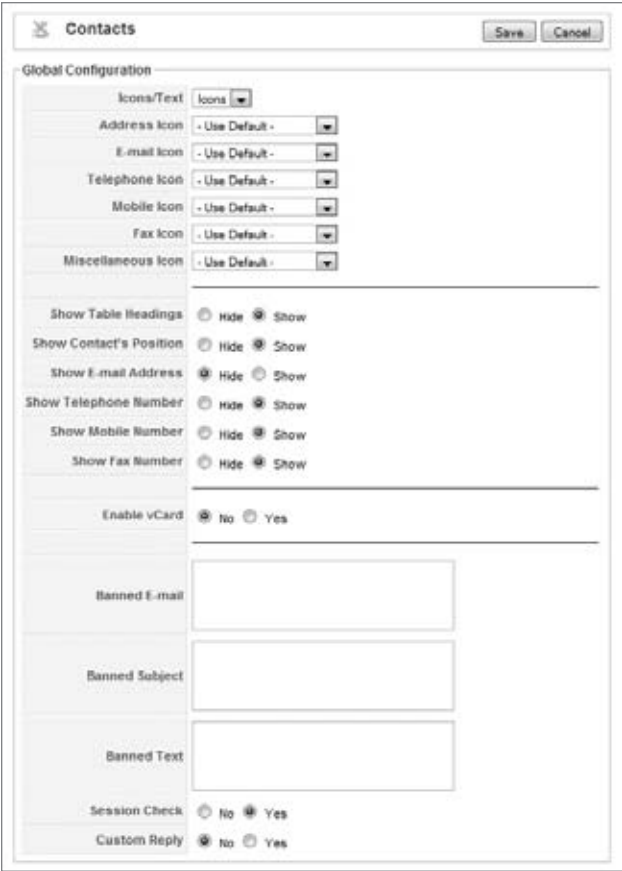 Contacts
Save Cancel
Global Configuration
Icons/Text Icons
Address Icon - Use Default -
E-mail Icon - Use Default -
Telephone Icon - Use Default -
Mobile Icon - Use Default -
Fax Icon - Use Default -
Miscellaneous Icon - Use Default -
Show Table Headings Hide Show
Show Contact's Position Hide Show
Show E-mail Address Hide Show
Show Telephone Number Hide Show
Show Mobile Number Hide Show
Show Fax Number Hide Show
Enable vCard No Yes
Banned E-mail
Banned Subject
Banned Text
Session Check No Yes
Custom Reply No Yes